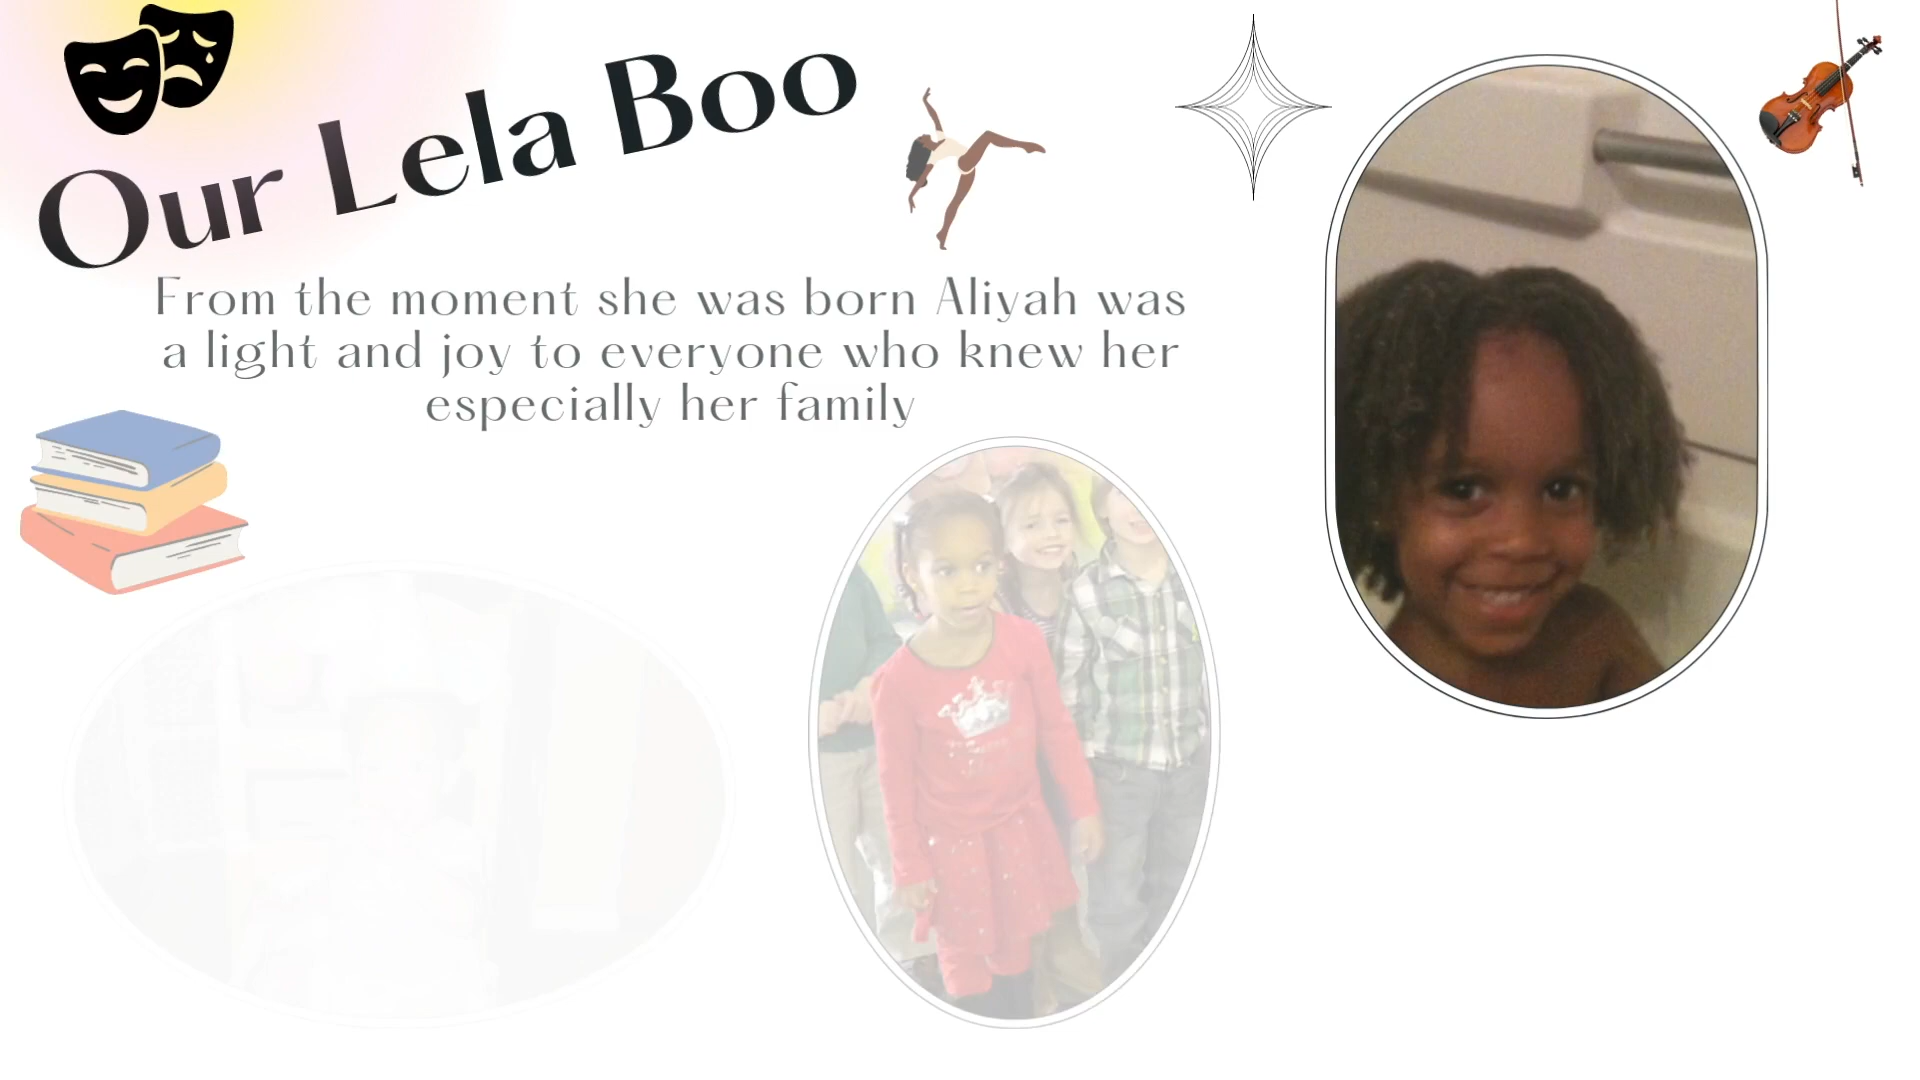 Our Lela Boo
From the moment she was born Aliyah was
a light and joy to everyone who knew her
especially her family